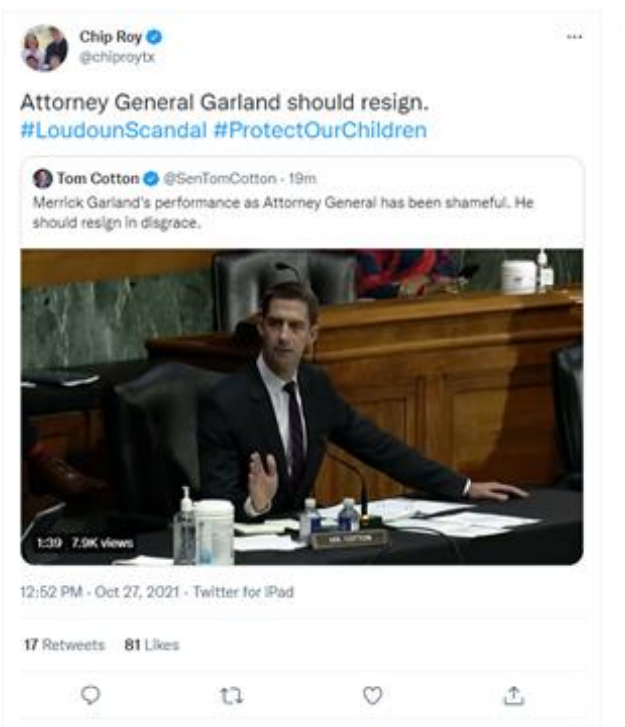 Chip Roy
@chiproytx
Attorney General Garland should resign.
#LoudounScandal #ProtectOurChildren
Tom Cotton @SenTomCotton · 19m
Merrick Garland's performance as Attorney General has been shameful. He
should resign in disgrace.
MR. COTTON
1:39 7.9K views
12:52 PM · Oct 27, 2021 · Twitter for iPad
17 Retweets 81 Likes